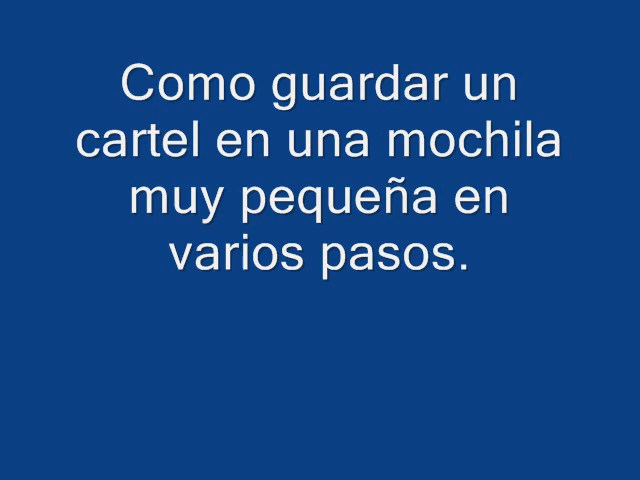 Como guardar un
cartel en una mochila
muy pequeña en
varios pasos.